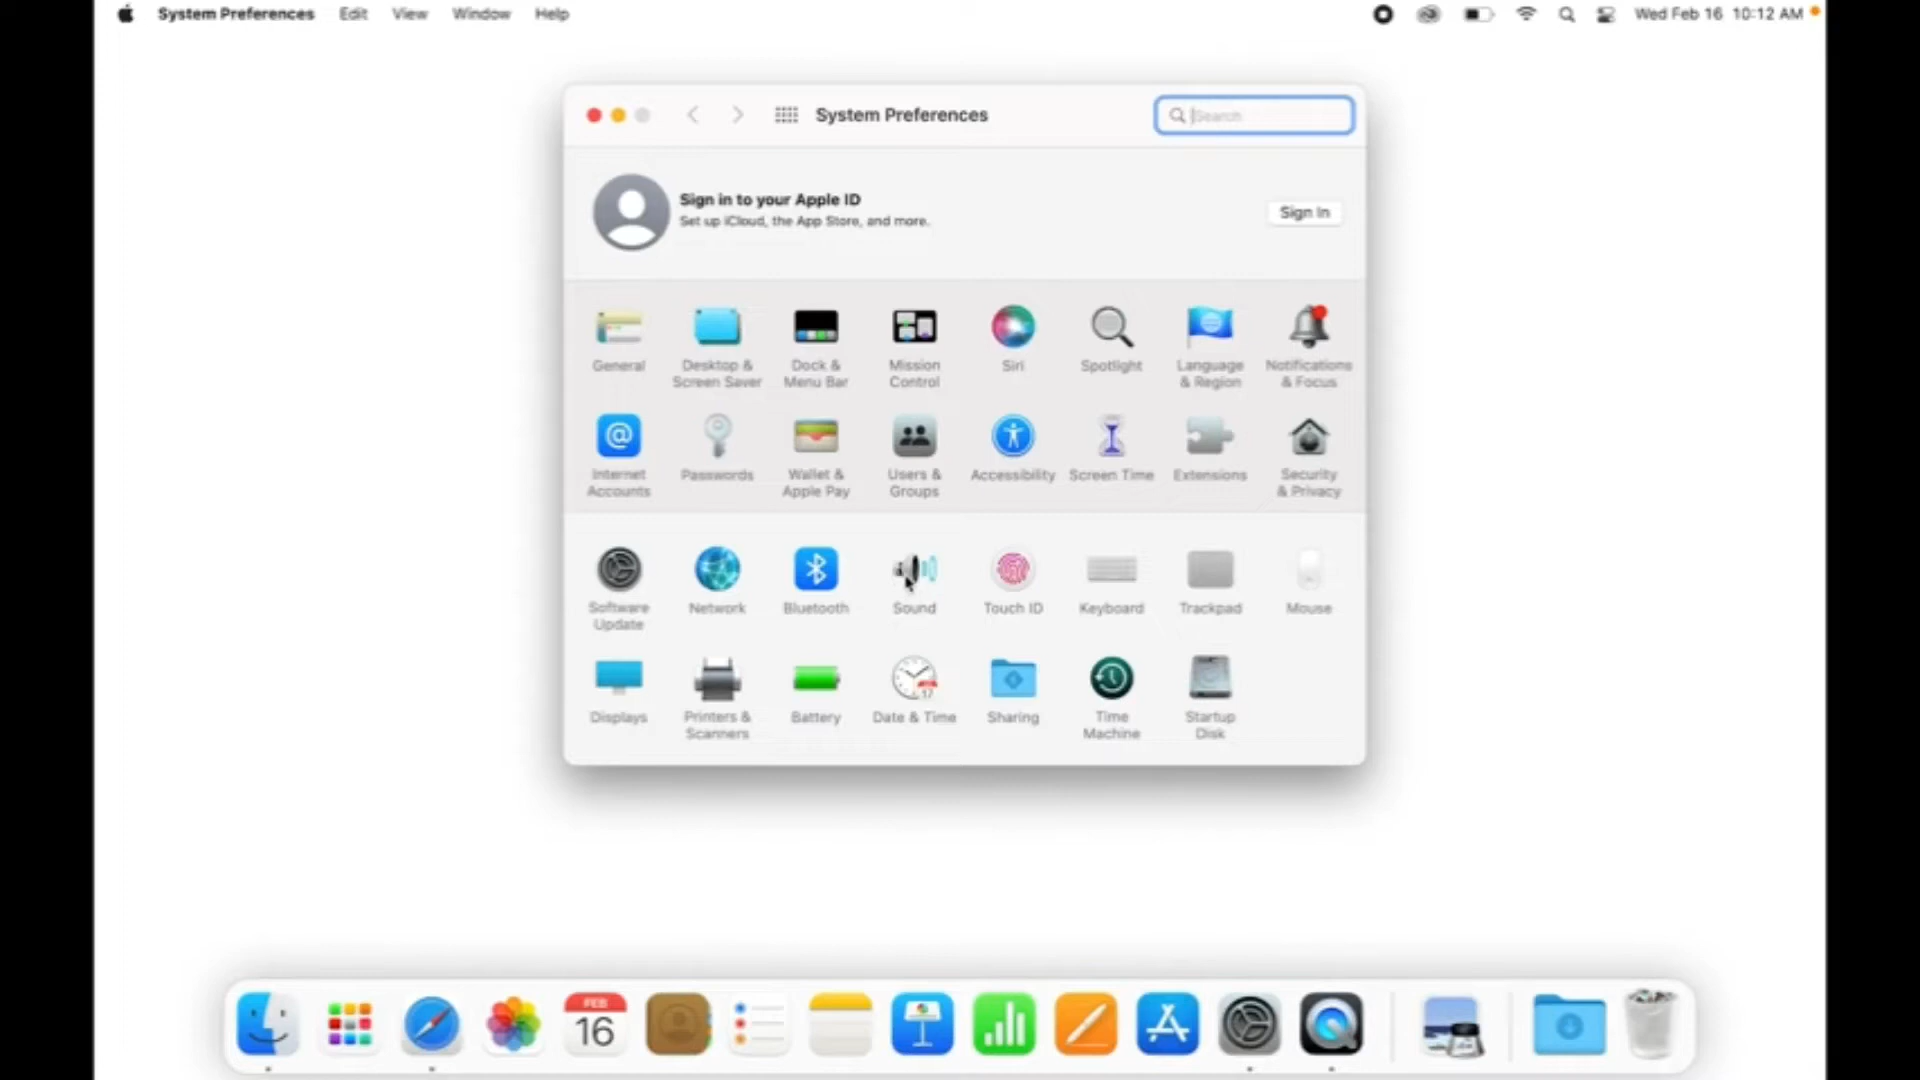 System Preferences Edit View Window Help Wed Feb 16 10:12 AM
System Preferences
Search
Sign in to your Apple ID
Set up iCloud, the App Store, and more.
Sign In
General
Desktop &
Screen Saver
Dock &
Menu Bar
Mission
Control
Siri
Spotlight
Language
& Region
Notifications
& Focus
Internet
Accounts
Passwords
Wallet &
Apple Pay
Users &
Groups
Accessibility
Screen Time
Extensions
Security
& Privacy
Software
Update
Network
Bluetooth
Sound
Touch ID
Keyboard
Trackpad
Mouse
Displays
Printers &
Scanners
Battery
17
Date & Time
Sharing
Time
Machine
Startup
Disk
FEB
16